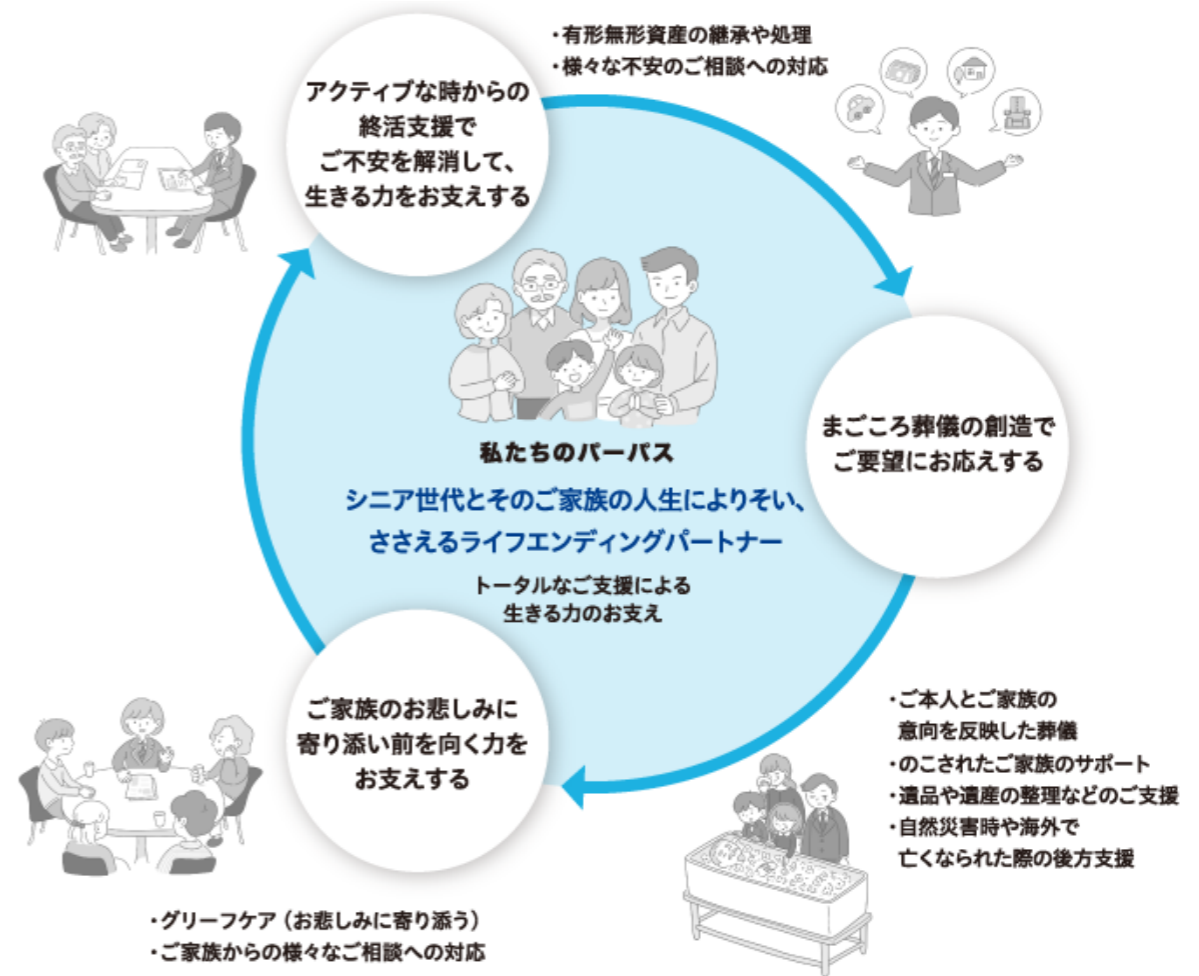 アクティブな時からの
終活支援で
ご不安を解消して、
生きる力をお支えする
・有形無形資産の継承や処理
・様々な不安のご相談への対応
まごころ葬儀の創造で
ご要望にお応えする
私たちのパーパス
シニア世代とそのご家族の人生によりそい、
ささえるライフエンディングパートナー
トータルなご支援による
生きる力のお支え
・ご本人とご家族の
意向を反映した葬儀
・のこされたご家族のサポート
・遺品や遺産の整理などのご支援
・自然災害時や海外で
亡くなられた際の後方支援
ご家族のお悲しみに
寄り添い前を向く力を
お支えする
・グリーフケア（お悲しみに寄り添う）
・ご家族からの様々なご相談への対応